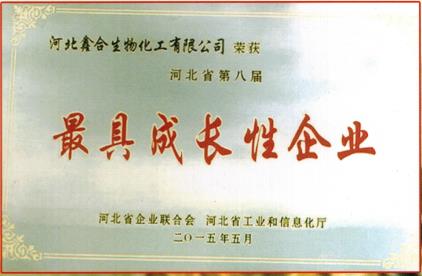 河北鑫合生物化工有限公司 荣获
河北省第八届
最具成长性企业
河北省企业联合会 河北省工业和信息化厅
二〇一五年五月